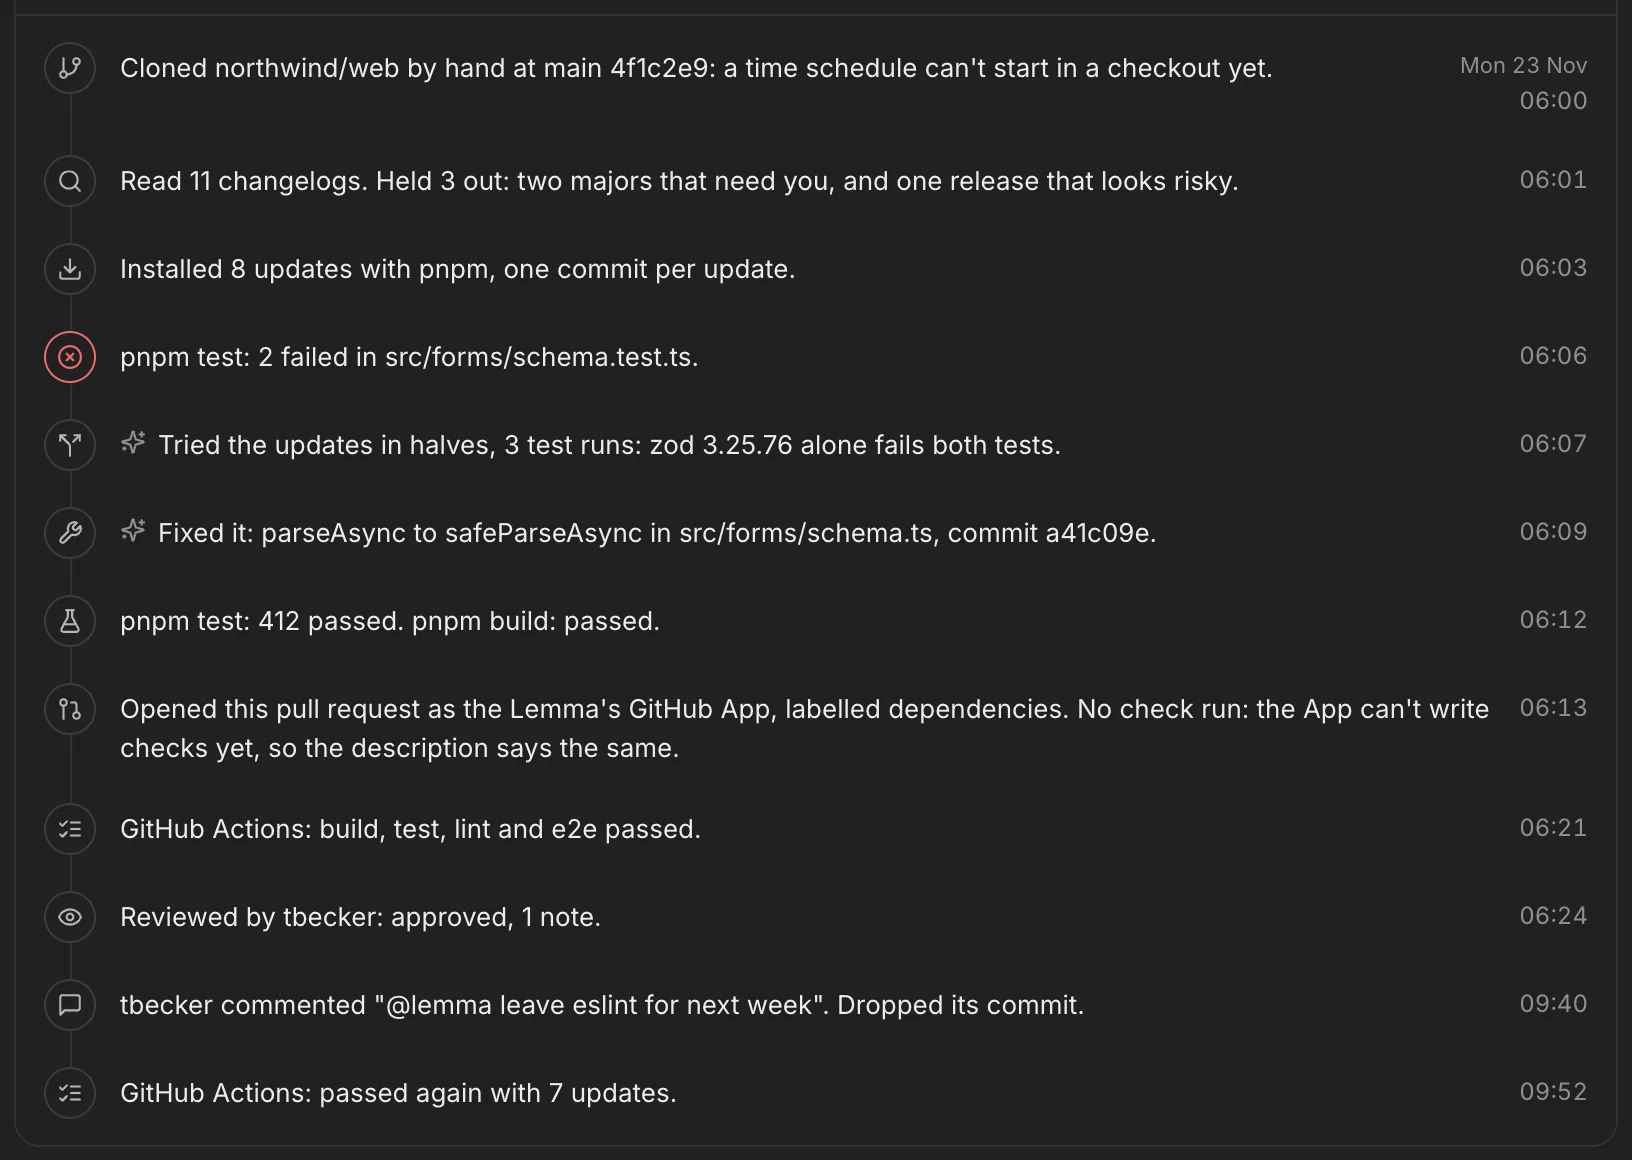 Cloned northwind/web by hand at main 4f1c2e9: a time schedule can't start in a checkout yet.
Mon 23 Nov
06:00
Read 11 changelogs. Held 3 out: two majors that need you, and one release that looks risky.
06:01
Installed 8 updates with pnpm, one commit per update.
06:03
pnpm test: 2 failed in src/forms/schema.test.ts.
06:06
Tried the updates in halves, 3 test runs: zod 3.25.76 alone fails both tests.
06:07
Fixed it: parseAsync to safeParseAsync in src/forms/schema.ts, commit a41c09e.
06:09
pnpm test: 412 passed. pnpm build: passed.
06:12
Opened this pull request as the Lemma's GitHub App, labelled dependencies. No check run: the App can't write
06:13
checks yet, so the description says the same.
GitHub Actions: build, test, lint and e2e passed.
06:21
Reviewed by tbecker: approved, 1 note.
06:24
tbecker commented "@lemma leave eslint for next week". Dropped its commit.
09:40
GitHub Actions: passed again with 7 updates.
09:52